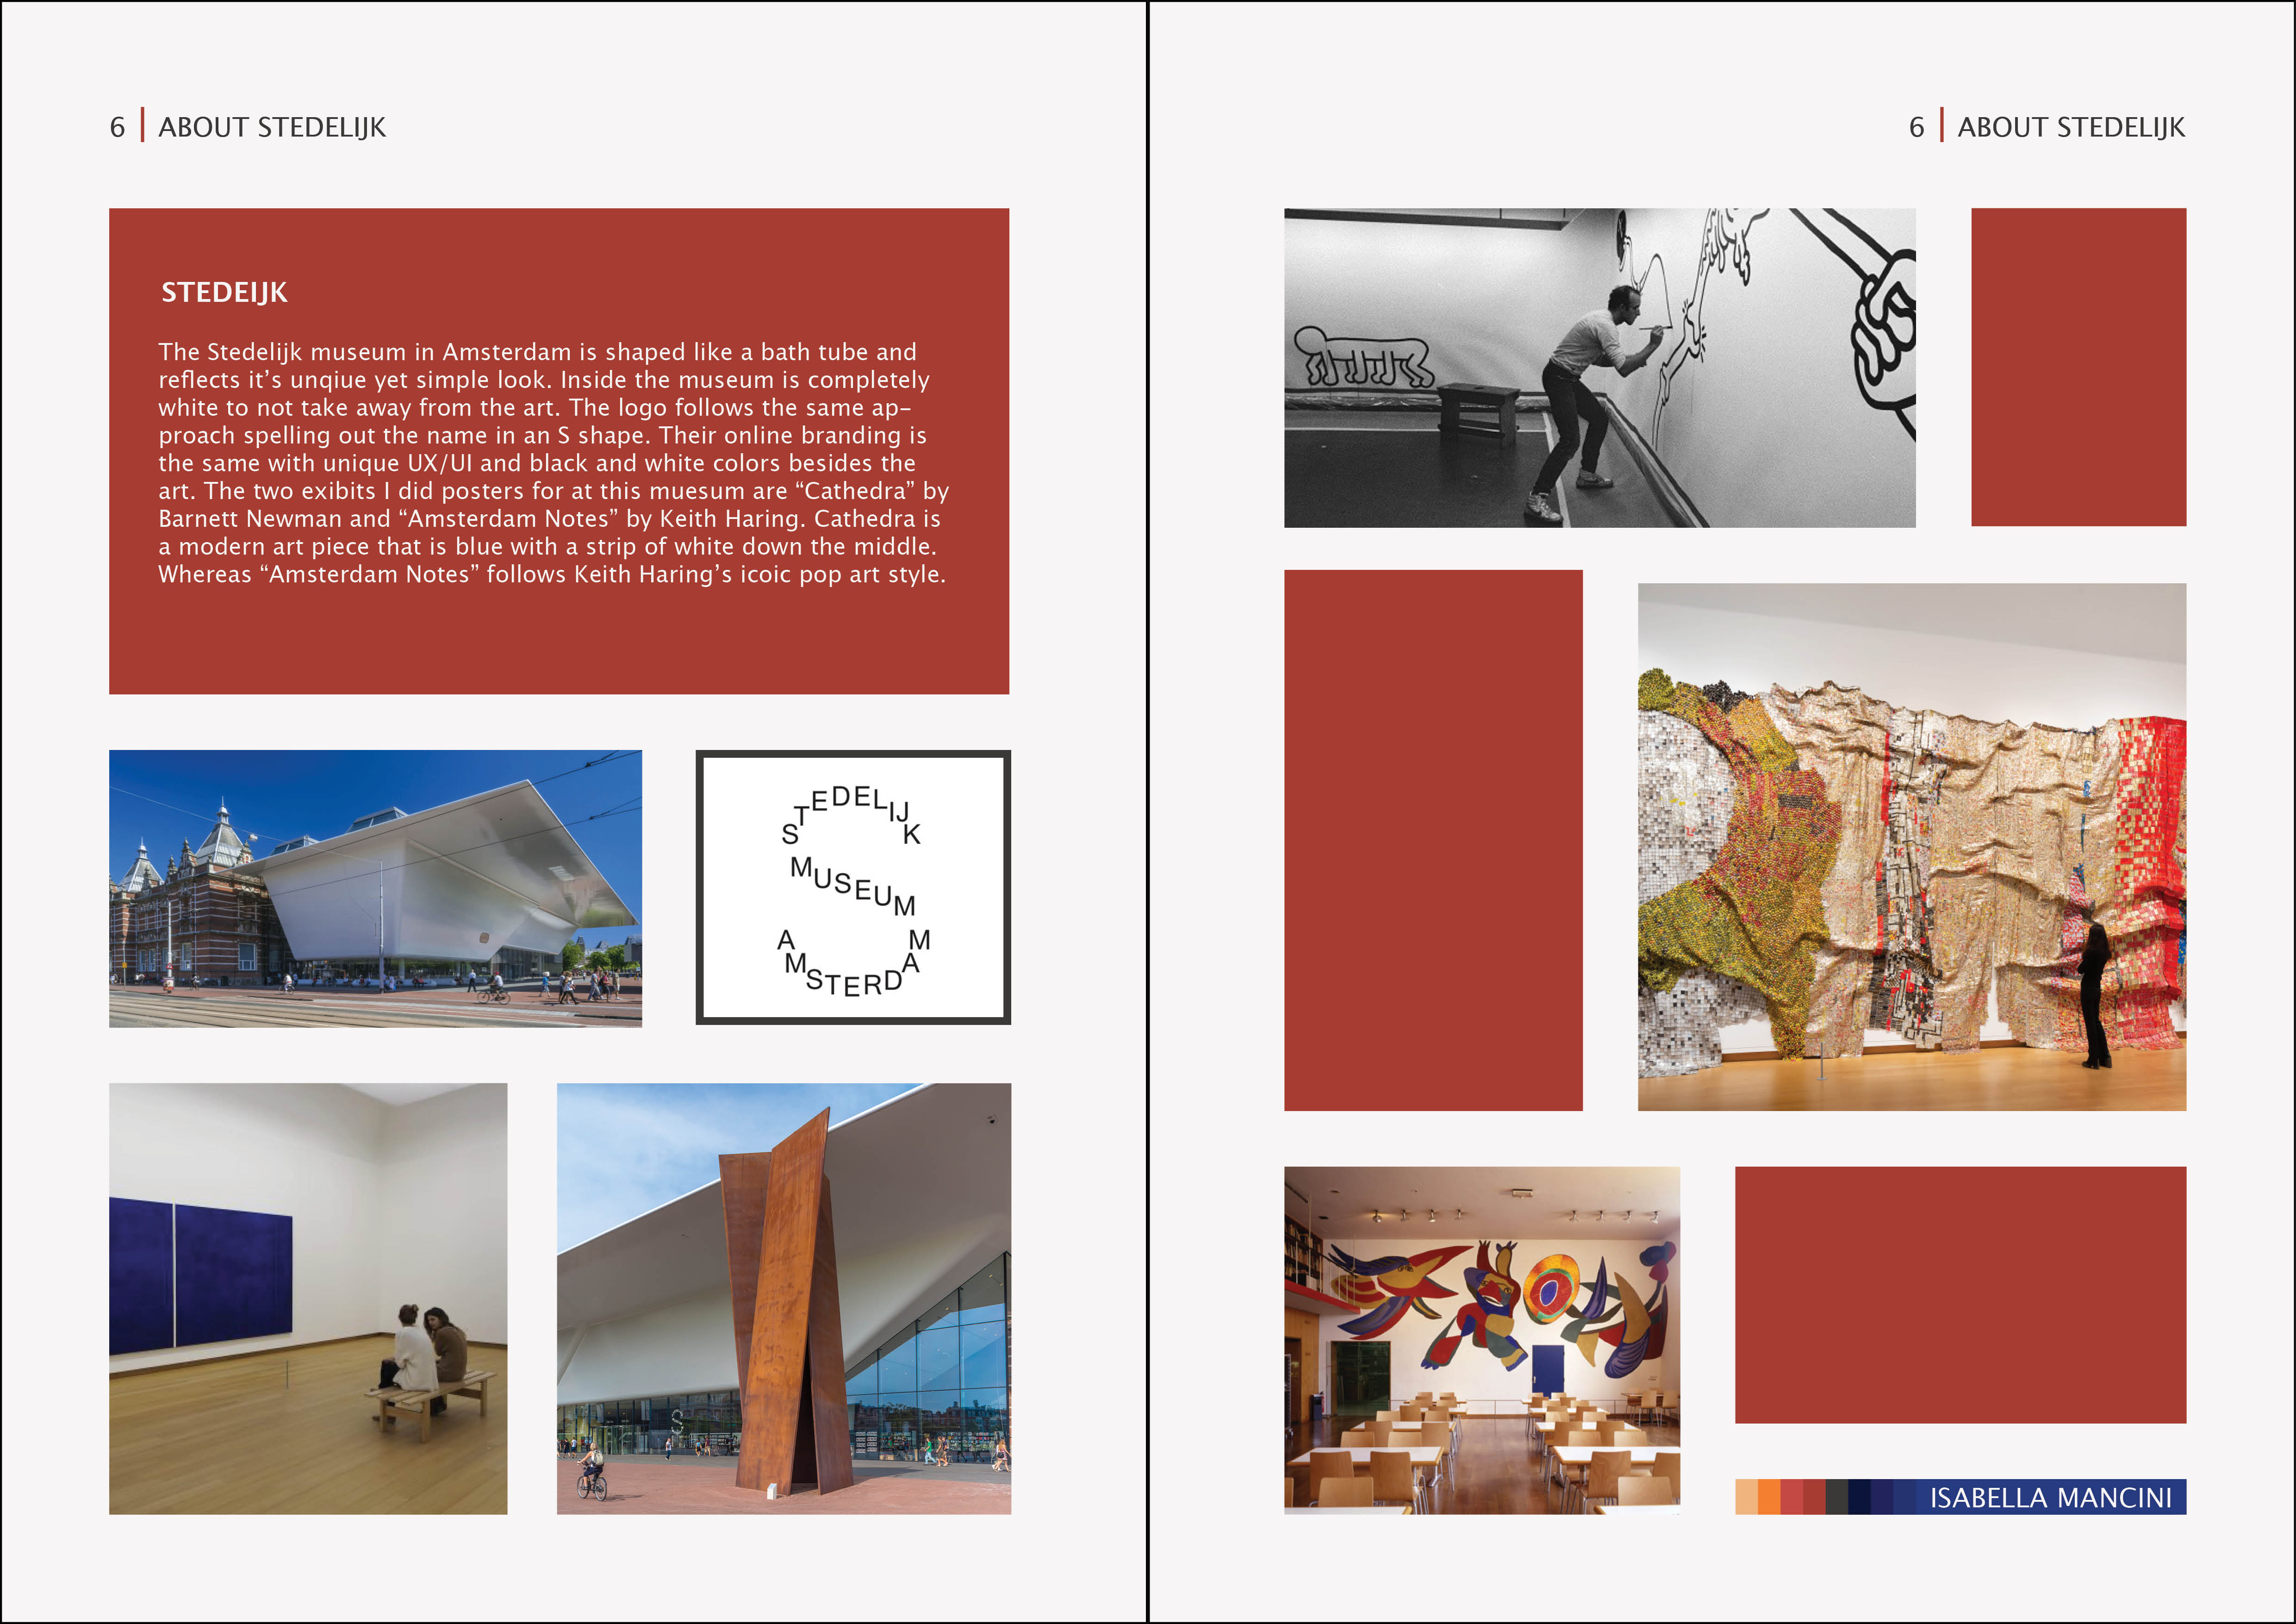 6 | ABOUT STEDELIJK
STEDEIJK
The Stedelijk museum in Amsterdam is shaped like a bath tube and
reflects it’s unqiue yet simple look. Inside the museum is completely
white to not take away from the art. The logo follows the same ap-
proach spelling out the name in an S shape. Their online branding is
the same with unique UX/UI and black and white colors besides the
art. The two exibits I did posters for at this muesum are “Cathedra” by
Barnett Newman and “Amsterdam Notes” by Keith Haring. Cathedra is
a modern art piece that is blue with a strip of white down the middle.
Whereas “Amsterdam Notes” follows Keith Haring’s icoic pop art style.
STEDELIJK
MUSEUM
AMSTERDAM
S
6 | ABOUT STEDELIJK
ISABELLA MANCINI